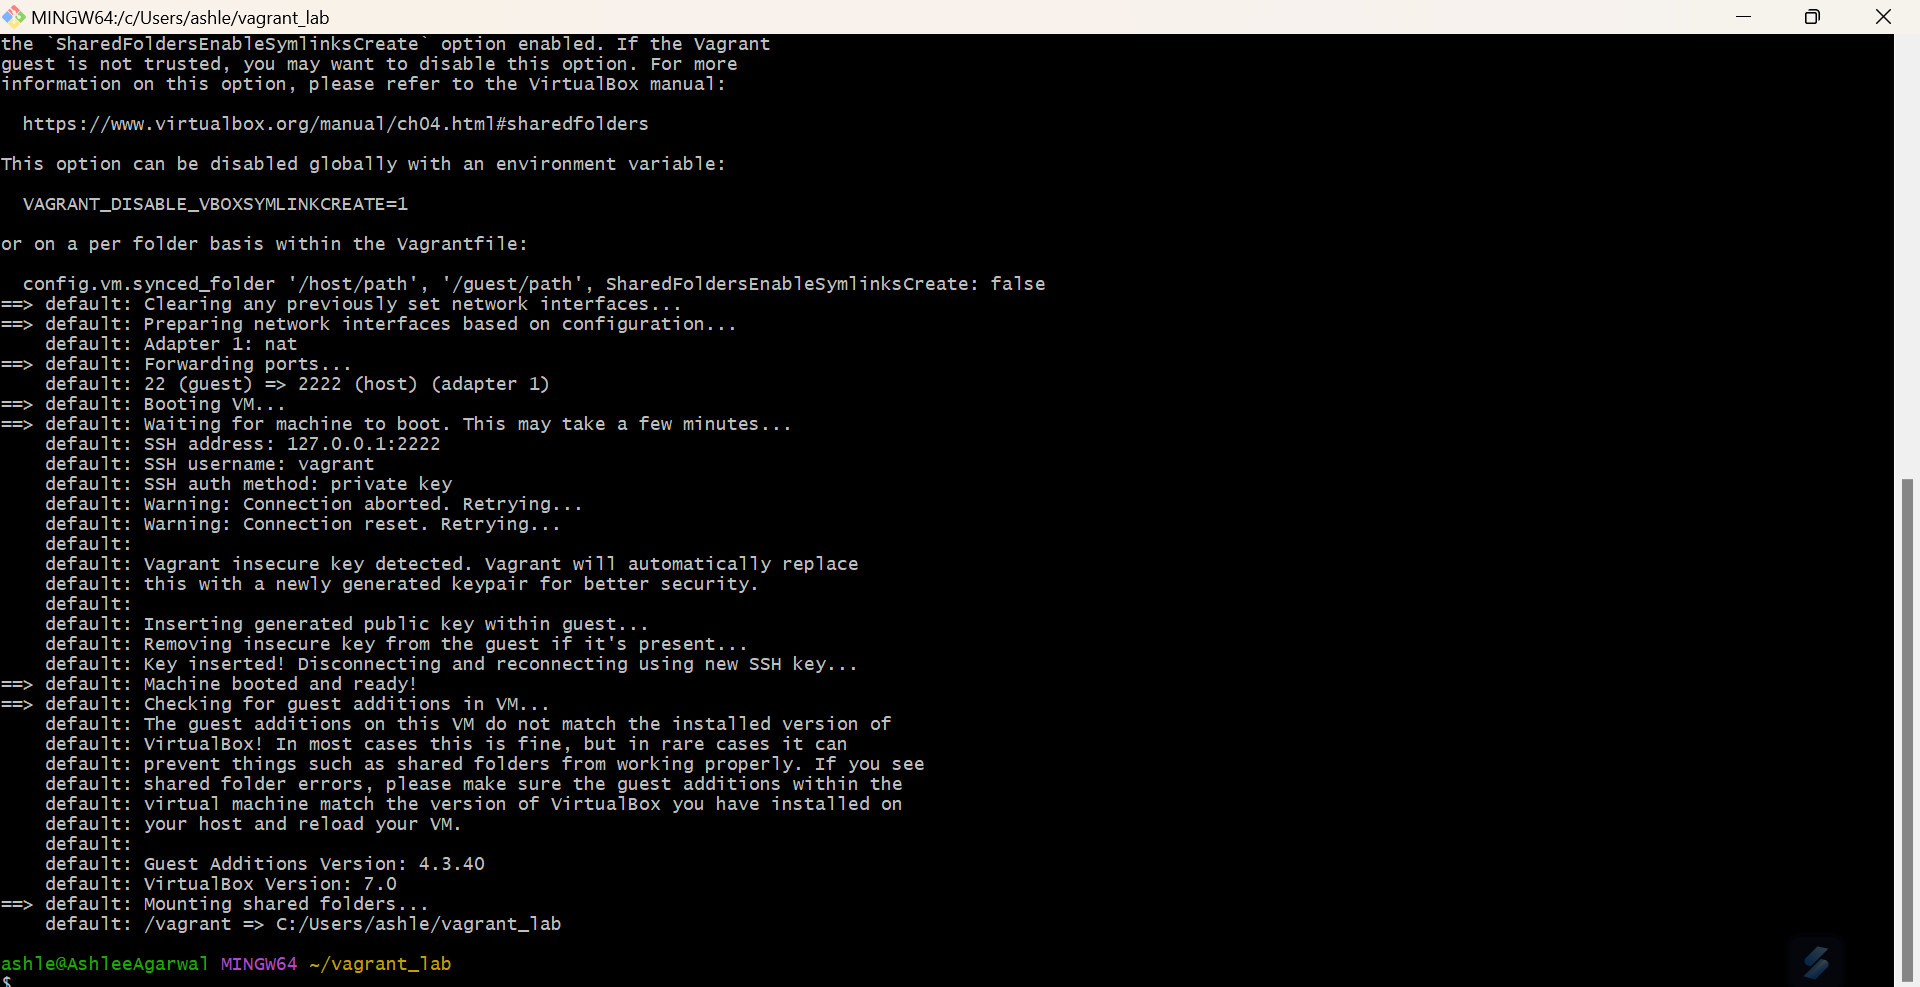 MINGW64:/c/Users/ashle/vagrant_lab
the `SharedFoldersEnableSymlinksCreate` option enabled. If the Vagrant
guest is not trusted, you may want to disable this option. For more
information on this option, please refer to the VirtualBox manual:
https://www.virtualbox.org/manual/ch04.html#sharedfolders
This option can be disabled globally with an environment variable:
VAGRANT_DISABLE_VBOXSYMLINKCREATE=1
or on a per folder basis within the Vagrantfile:
config.vm.synced_folder '/host/path', '/guest/path', SharedFoldersEnableSymlinksCreate: false
==> default: Clearing any previously set network interfaces...
==> default: Preparing network interfaces based on configuration...
default: Adapter 1: nat
==> default: Forwarding ports...
default: 22 (guest) => 2222 (host) (adapter 1)
==> default: Booting VM...
==> default: Waiting for machine to boot. This may take a few minutes...
default: SSH address: 127.0.0.1:2222
default: SSH username: vagrant
default: SSH auth method: private key
default: Warning: Connection aborted. Retrying...
default: Warning: Connection reset. Retrying...
default:
default: Vagrant insecure key detected. Vagrant will automatically replace
default: this with a newly generated keypair for better security.
default:
default: Inserting generated public key within guest...
default: Removing insecure key from the guest if it's present...
default: Key inserted! Disconnecting and reconnecting using new SSH key...
==> default: Machine booted and ready!
==> default: Checking for guest additions in VM...
default: The guest additions on this VM do not match the installed version of
default: VirtualBox! In most cases this is fine, but in rare cases it can
default: prevent things such as shared folders from working properly. If you see
default: shared folder errors, please make sure the guest additions within the
default: virtual machine match the version of VirtualBox you have installed on
default: your host and reload your VM.
default:
default: Guest Additions Version: 4.3.40
default: VirtualBox Version: 7.0
==> default: Mounting shared folders...
default: /vagrant => C:/Users/ashle/vagrant_lab
ashle@AshleeAgarwal MINGW64 ~/vagrant_lab
$